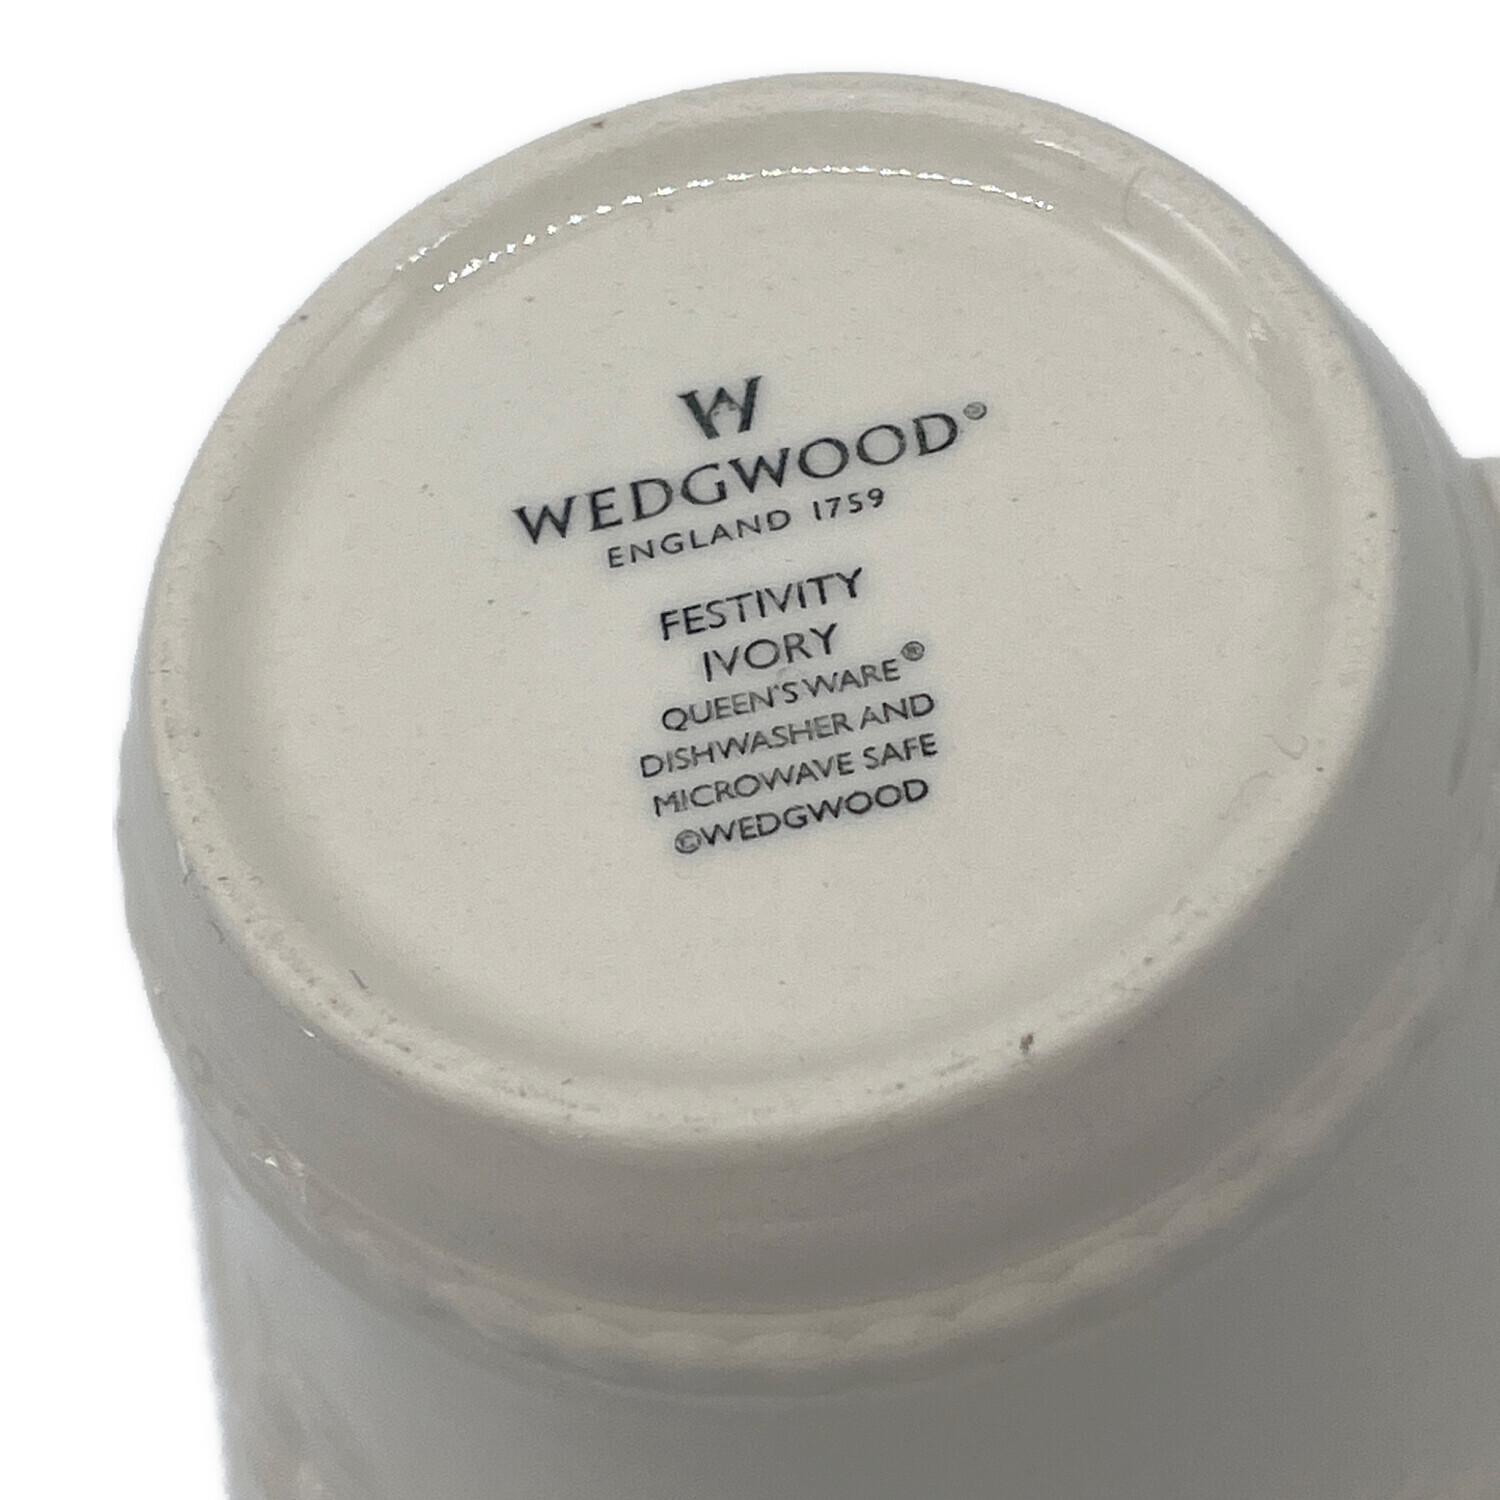 W
WEDGWOOD®
ENGLAND 1759
FESTIVITY
IVORY
QUEEN'S WARE®
DISHWASHER AND
MICROWAVE SAFE
©WEDGWOOD